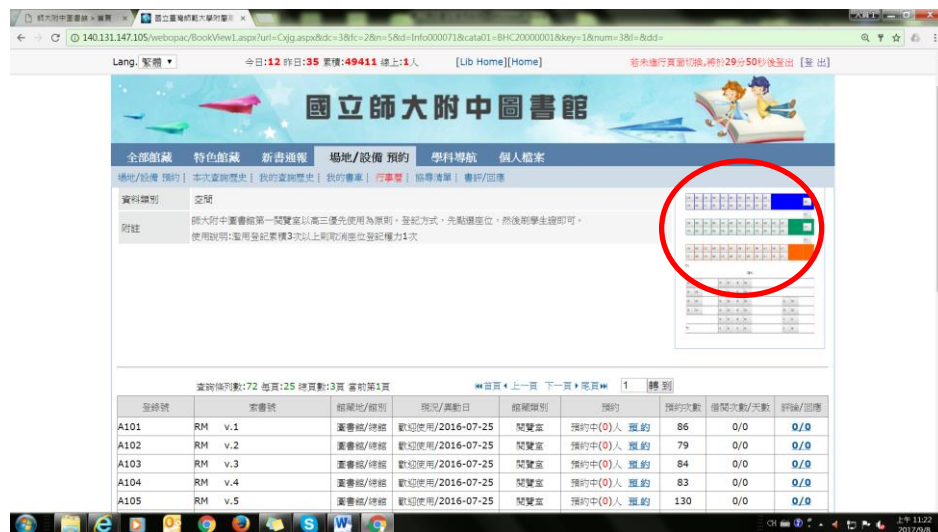 師大附中圖書館 > 首頁
國立臺灣師範大學附屬高
140.131.147.105/webopac/BookView1.aspx?url=Cxjg.aspx&dc=3&fc=2&n=5&id=Info000071&cata01=BHC20000001&key=1&num=3&l=&dd=
Lang. 繁體
今日:12 昨日:35 累積:49411 線上:1人
[Lib Home][Home]
若未進行頁面切換,將於29分50秒後登出 [登 出]
國立師大附中圖書館
全部館藏 特色館藏 新書通報 場地/設備 預約 學科導航 個人檔案
場地/設備 預約| 本次查詢歷史| 我的查詢歷史| 我的書車| 行事曆| 協尋清單| 書評/回應
資料類別 空間
附註 師大附中圖書館第一閱覽室以高三優先使用為原則。登記方式，先點選座位，然後刷學生證即可。
使用說明:濫用登記累積3次以上則取消座位登記權力1次
查詢條列數:72 每頁:25 總頁數:3頁 當前第1頁 首頁 上一頁 下一頁 尾頁 1 轉 到
登錄號 索書號 館藏地/館別 現況/異動日 館藏類別 預約 預約次數 借閱次數/天數 評論/回應
A101 RM v.1 圖書館/總館 歡迎使用/2016-07-25 閱覽室 預約中(0)人 預約 86 0/0 0/0
A102 RM v.2 圖書館/總館 歡迎使用/2016-07-25 閱覽室 預約中(0)人 預約 79 0/0 0/0
A103 RM v.3 圖書館/總館 歡迎使用/2016-07-25 閱覽室 預約中(0)人 預約 84 0/0 0/0
A104 RM v.4 圖書館/總館 歡迎使用/2016-07-25 閱覽室 預約中(0)人 預約 83 0/0 0/0
A105 RM v.5 圖書館/總館 歡迎使用/2016-07-25 閱覽室 預約中(0)人 預約 130 0/0 0/0
CH
上午 11:22
2017/9/8